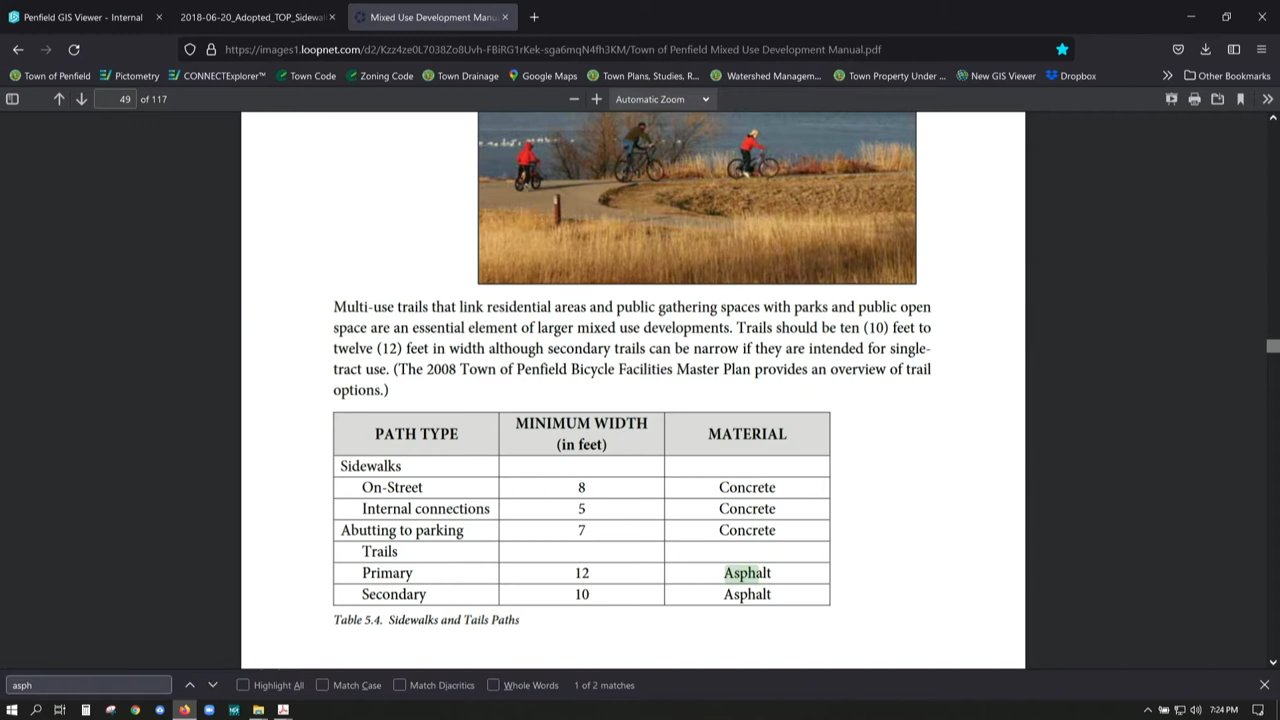 Penfield GIS Viewer - Internal
2018-06-20_Adopted_TOP_Sidewal
Mixed Use Development Manu
https://images1.loopnet.com/d2/Kzz4ze0L7038Zo8Uvh-FBiRG1rKek-sga6mqN4fh3KM/Town of Penfield Mixed Use Development Manual.pdf
Town of Penfield
Pictometry
CONNECTExplorer™
Town Code
Zoning Code
Town Drainage
Google Maps
Town Plans, Studies, R...
Watershed Managem...
Town Property Under ...
New GIS Viewer
Dropbox
Other Bookmarks
49 of 117
Automatic Zoom
Multi-use trails that link residential areas and public gathering spaces with parks and public open
space are an essential element of larger mixed use developments. Trails should be ten (10) feet to
twelve (12) feet in width although secondary trails can be narrow if they are intended for single-
tract use. (The 2008 Town of Penfield Bicycle Facilities Master Plan provides an overview of trail
options.)
PATH TYPE MINIMUM WIDTH (in feet) MATERIAL
Sidewalks
On-Street 8 Concrete
Internal connections 5 Concrete
Abutting to parking 7 Concrete
Trails
Primary 12 Asphalt
Secondary 10 Asphalt
Table 5.4. Sidewalks and Tails Paths
asph
Highlight All
Match Case
Match Diacritics
Whole Words
1 of 2 matches
7:24 PM